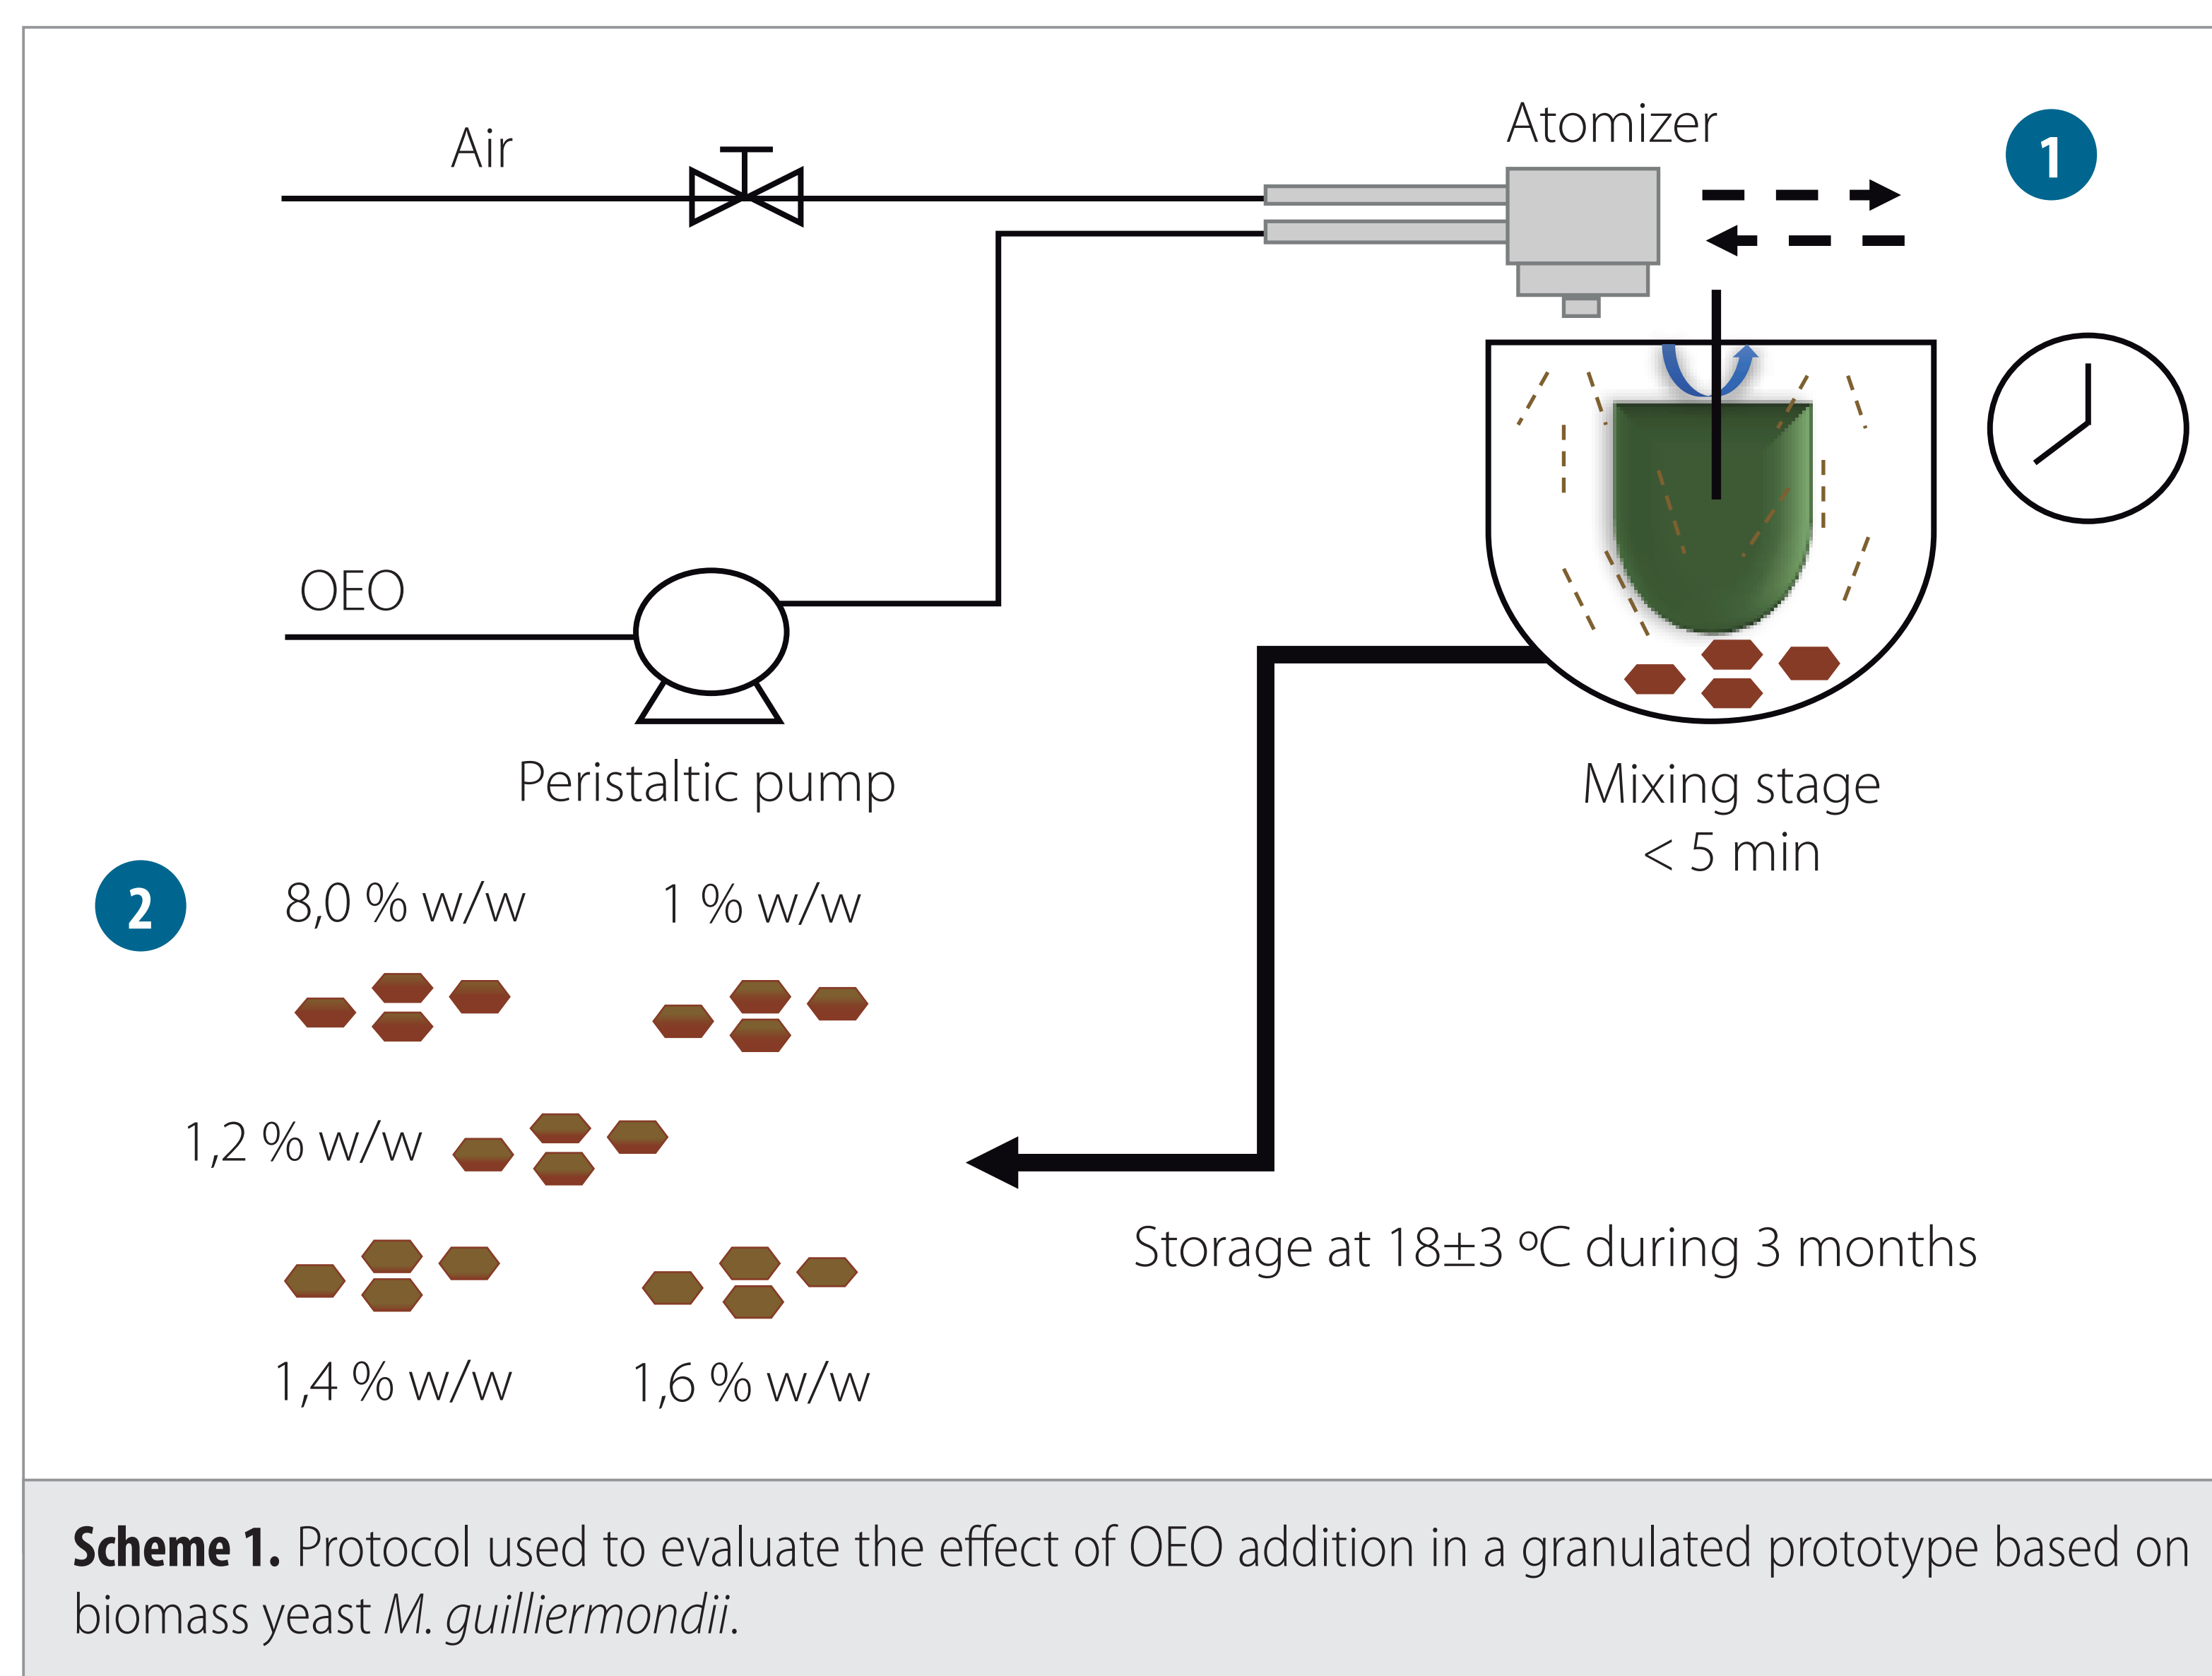 Air
Atomizer
1
OEO
Peristaltic pump
Mixing stage
< 5 min
2
8,0 % w/w
1 % w/w
1,2 % w/w
Storage at 18±3 ºC during 3 months
1,4 % w/w
1,6 % w/w
Scheme 1. Protocol used to evaluate the effect of OEO addition in a granulated prototype based on
biomass yeast M. guilliermondii.